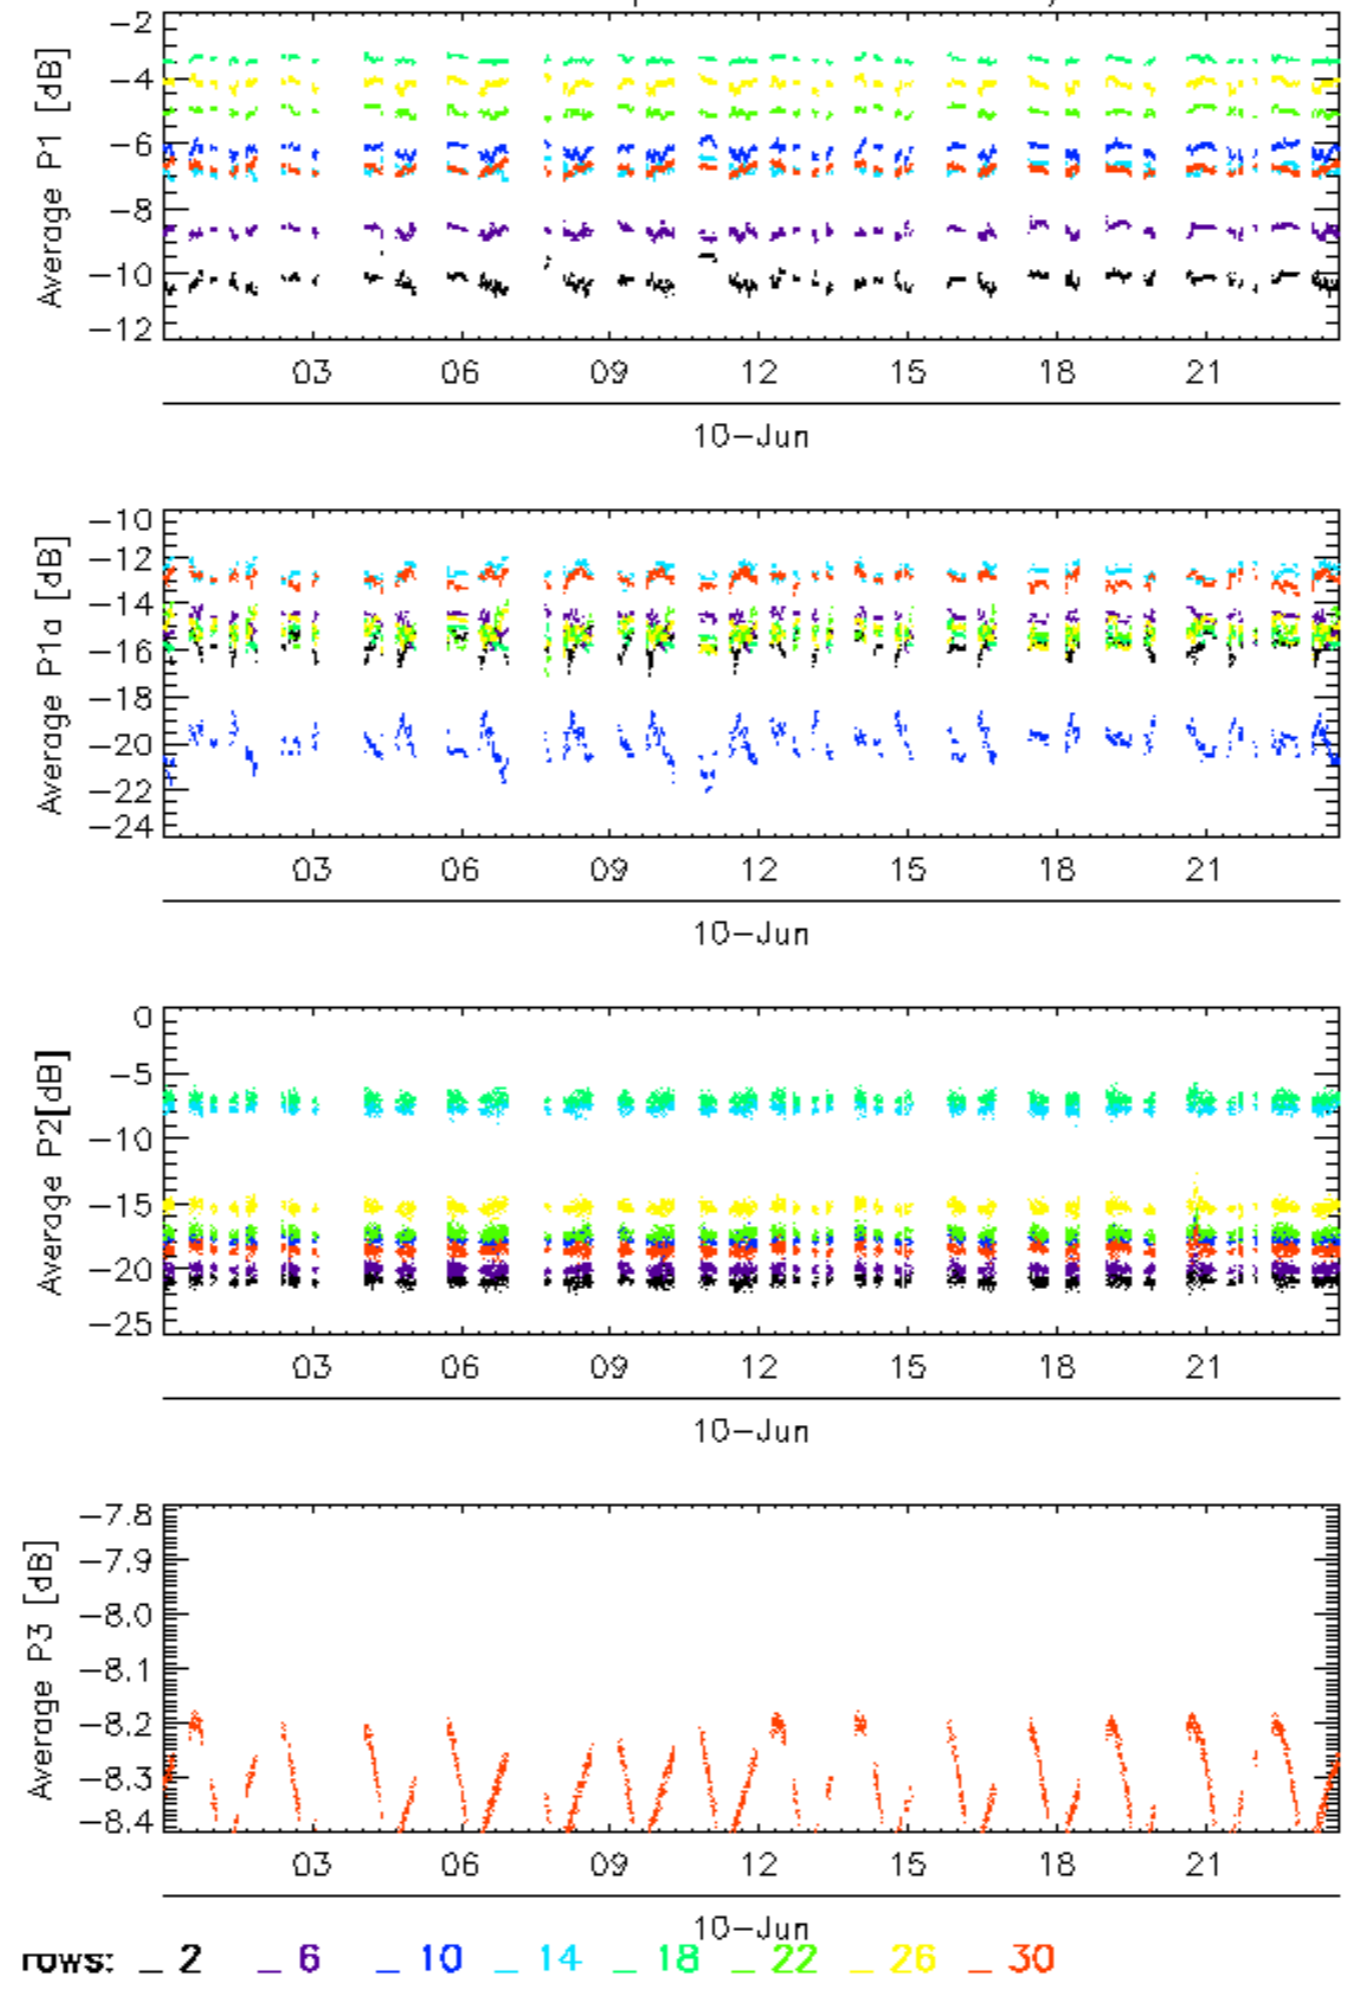 Average P1 [dB]
-2
-4
-6
-8
-10
-12
03 06 09 12 15 18 21
10-Jun
Average P1a [dB]
-10
-12
-14
-16
-18
-20
-22
-24
03 06 09 12 15 18 21
10-Jun
Average P2[dB]
0
-5
-10
-15
-20
-25
03 06 09 12 15 18 21
10-Jun
Average P3 [dB]
-7.8
-7.9
-8.0
-8.1
-8.2
-8.3
-8.4
03 06 09 12 15 18 21
10-Jun
rows: _ 2 _ 6 _ 10 _ 14 _ 18 _ 22 _ 26 _ 30